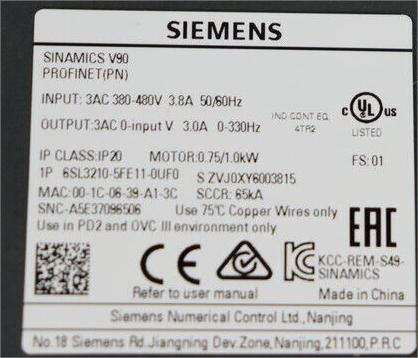 SIEMENS
SINAMICS V90
PROFINET(PN)
INPUT: 3AC 380-480V 3.8A 50/60Hz
OUTPUT:3AC 0-input V 3.0A 0-330Hz
IND.CONT.EQ.
4TR2
c UL us
LISTED
IP CLASS:IP20 MOTOR:0.75/1.0kW FS: 01
1P 6SL3210-5FE11-0UF0 S ZVJ0XY6003815
MAC:00-1C-06-39-A1-3C SCCR: 65kA
SNC-A5E37096506 Use 75℃ Copper Wires only
Use in PD2 and OVC III environment only
EAC
CE
KCC-REM-S49-
SINAMICS
Refer to user manual Made in China
Siemens Numerical Control Ltd., Nanjing
No.18 Siemens Rd.Jiangning Dev.Zone,Nanjing,211100,P.R.C